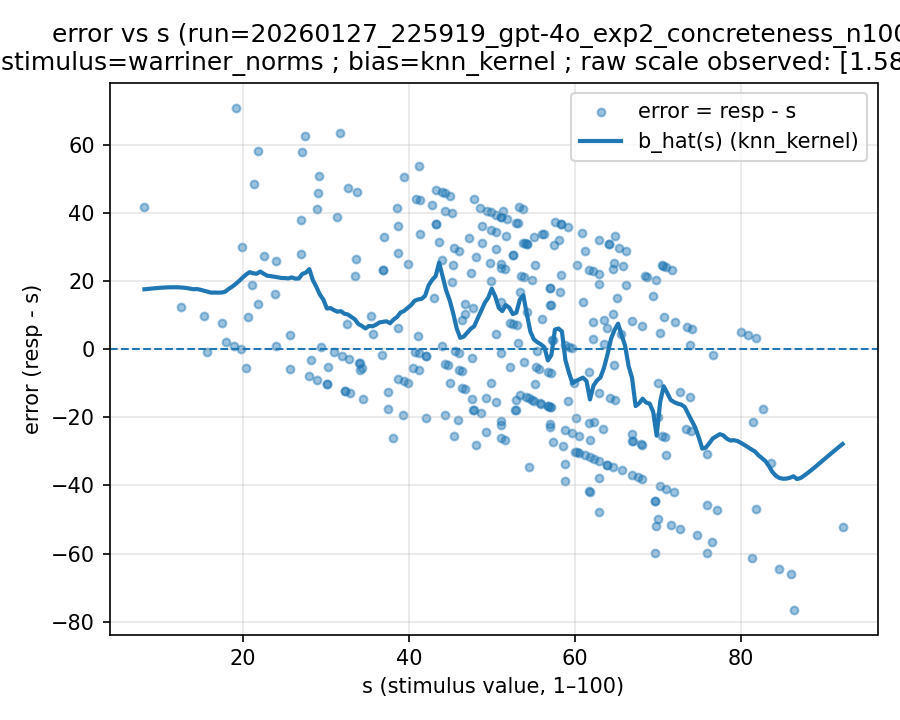 error vs s (run=20260127_225919_gpt-4o_exp2_concreteness_n100
stimulus=warriner_norms ; bias=knn_kernel ; raw scale observed: [1.58
error = resp - s
b_hat(s) (knn_kernel)
60
40
20
0
−20
−40
−60
−80
error (resp - s)
20
40
60
80
s (stimulus value, 1–100)